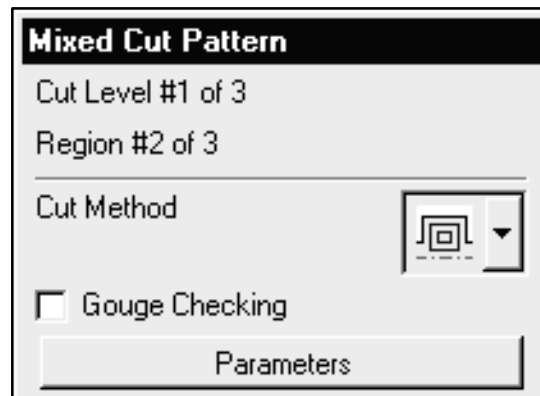 Mixed Cut Pattern
Cut Level #1 of 3
Region #2 of 3
Cut Method
Gouge Checking
Parameters